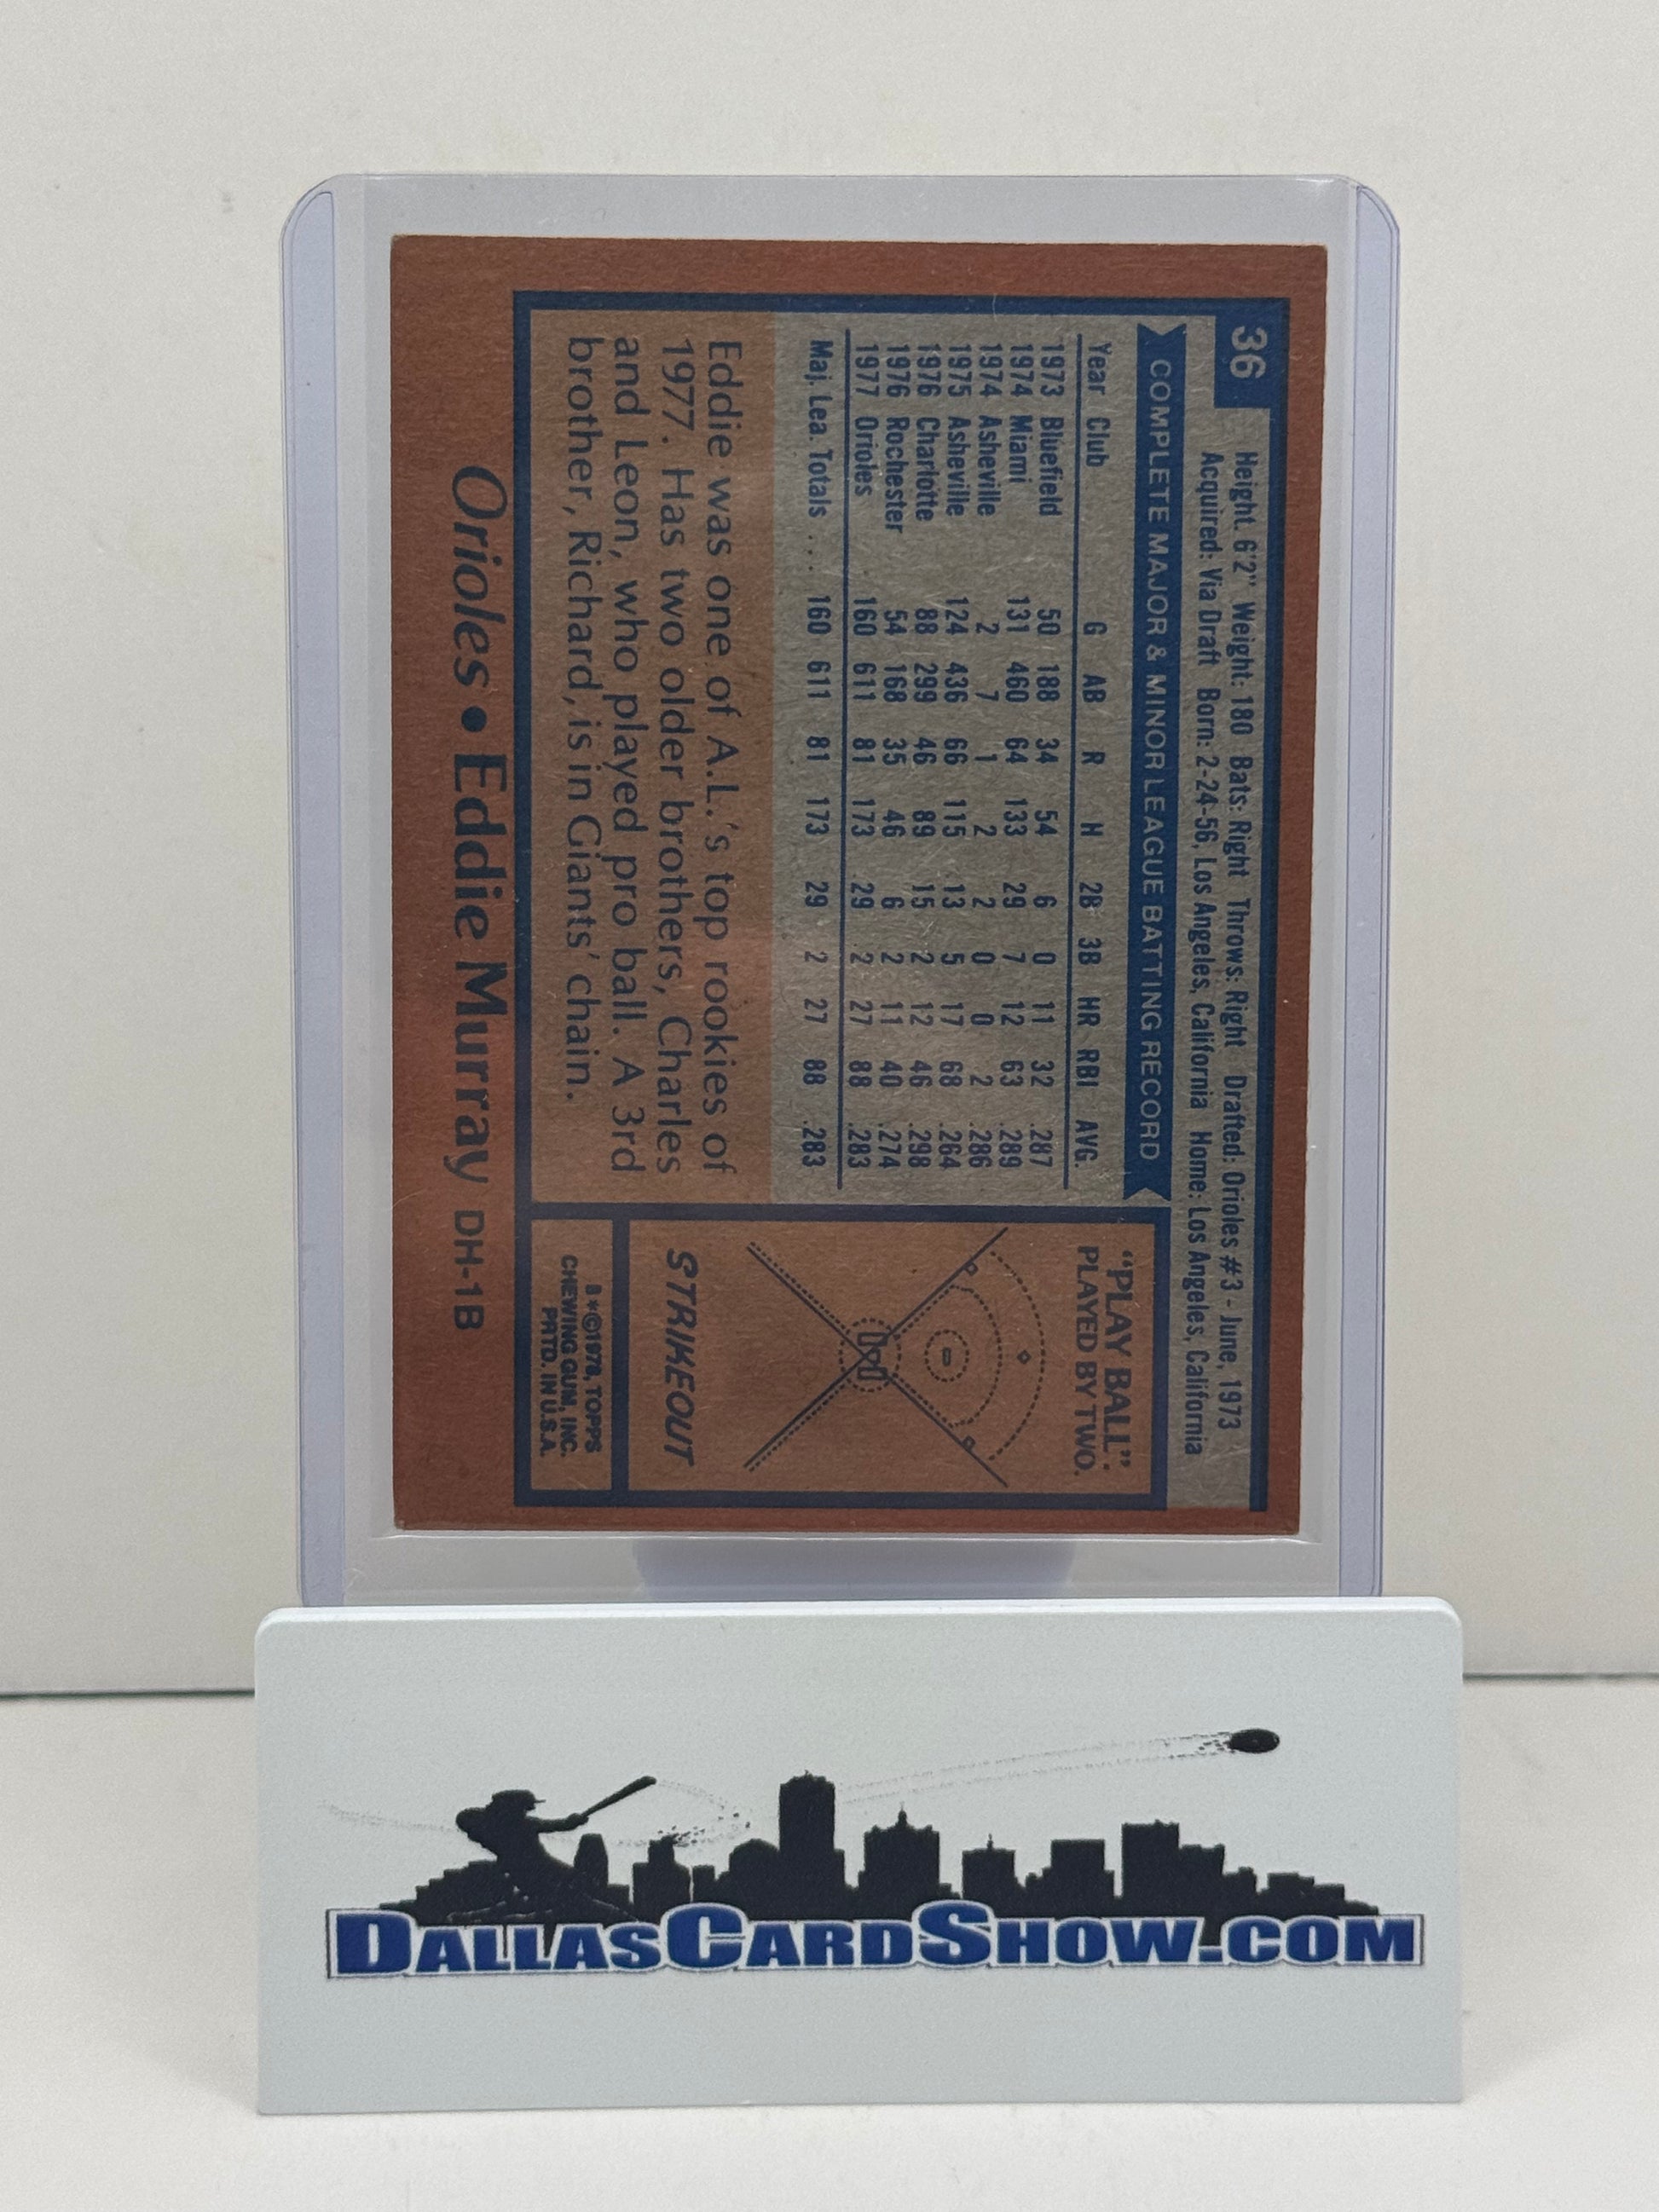 36
Height. 6'2" Weight: 180 Bats: Right Throws: Right Drafted: Orioles #3 - June, 1973
Acquired: Via Draft Born: 2-24-56, Los Angeles, California Home: Los Angeles, California
COMPLETE MAJOR & MINOR LEAGUE BATTING RECORD
Year Club G AB R H 2B 3B HR RBI AVG.
1973 Bluefield 50 188 34 54 6 0 11 32 .287
1974 Miami 131 460 64 133 29 7 12 63 .289
1974 Asheville 2 7 1 2 2 0 0 2 .286
1975 Asheville 124 436 66 115 13 5 17 68 .264
1976 Charlotte 88 299 46 89 15 2 12 46 .298
1976 Rochester 54 168 35 46 6 2 11 40 .274
1977 Orioles 160 611 81 173 29 2 27 88 .283
Maj. Lea. Totals ... 160 611 81 173 29 2 27 88 .283
Eddie was one of A.L.'s top rookies of
1977. Has two older brothers, Charles
and Leon, who played pro ball. A 3rd
brother, Richard, is in Giants' chain.
"PLAY BALL":
PLAYED BY TWO.
STRIKEOUT
B*©1978, TOPPS
CHEWING GUM, INC.
PRTD. IN U.S.A.
Orioles • Eddie Murray DH-1B
DALLASCARDSHOW.COM